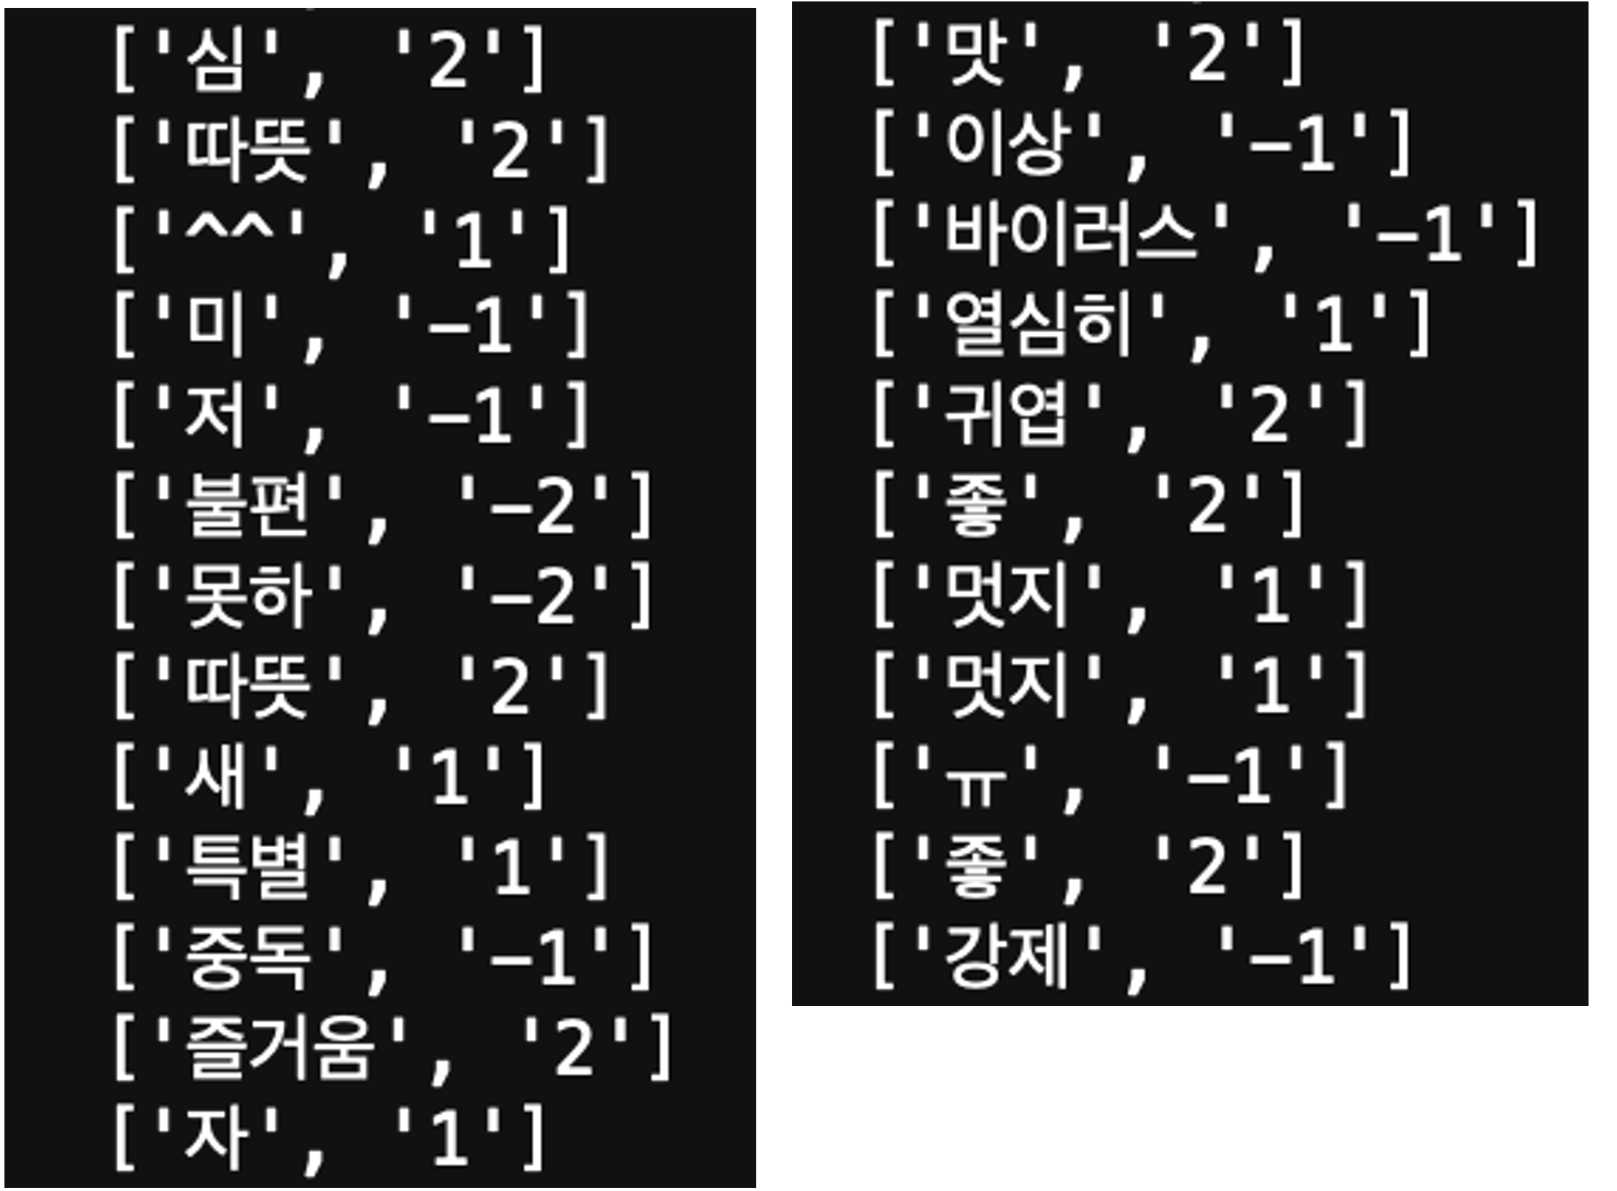 ['심', '2']
['따뜻', '2']
['^^', '1']
['미', '-1']
['저', '-1']
['불편', '-2']
['못하', '-2']
['따뜻', '2']
['새', '1']
['특별', '1']
['중독', '-1']
['즐거움', '2']
['자', '1']
['맛', '2']
['이상', '-1']
['바이러스', '-1']
['열심히', '1']
['귀엽', '2']
['좋', '2']
['멋지', '1']
['멋지', '1']
['ㅠ', '-1']
['좋', '2']
['강제', '-1']